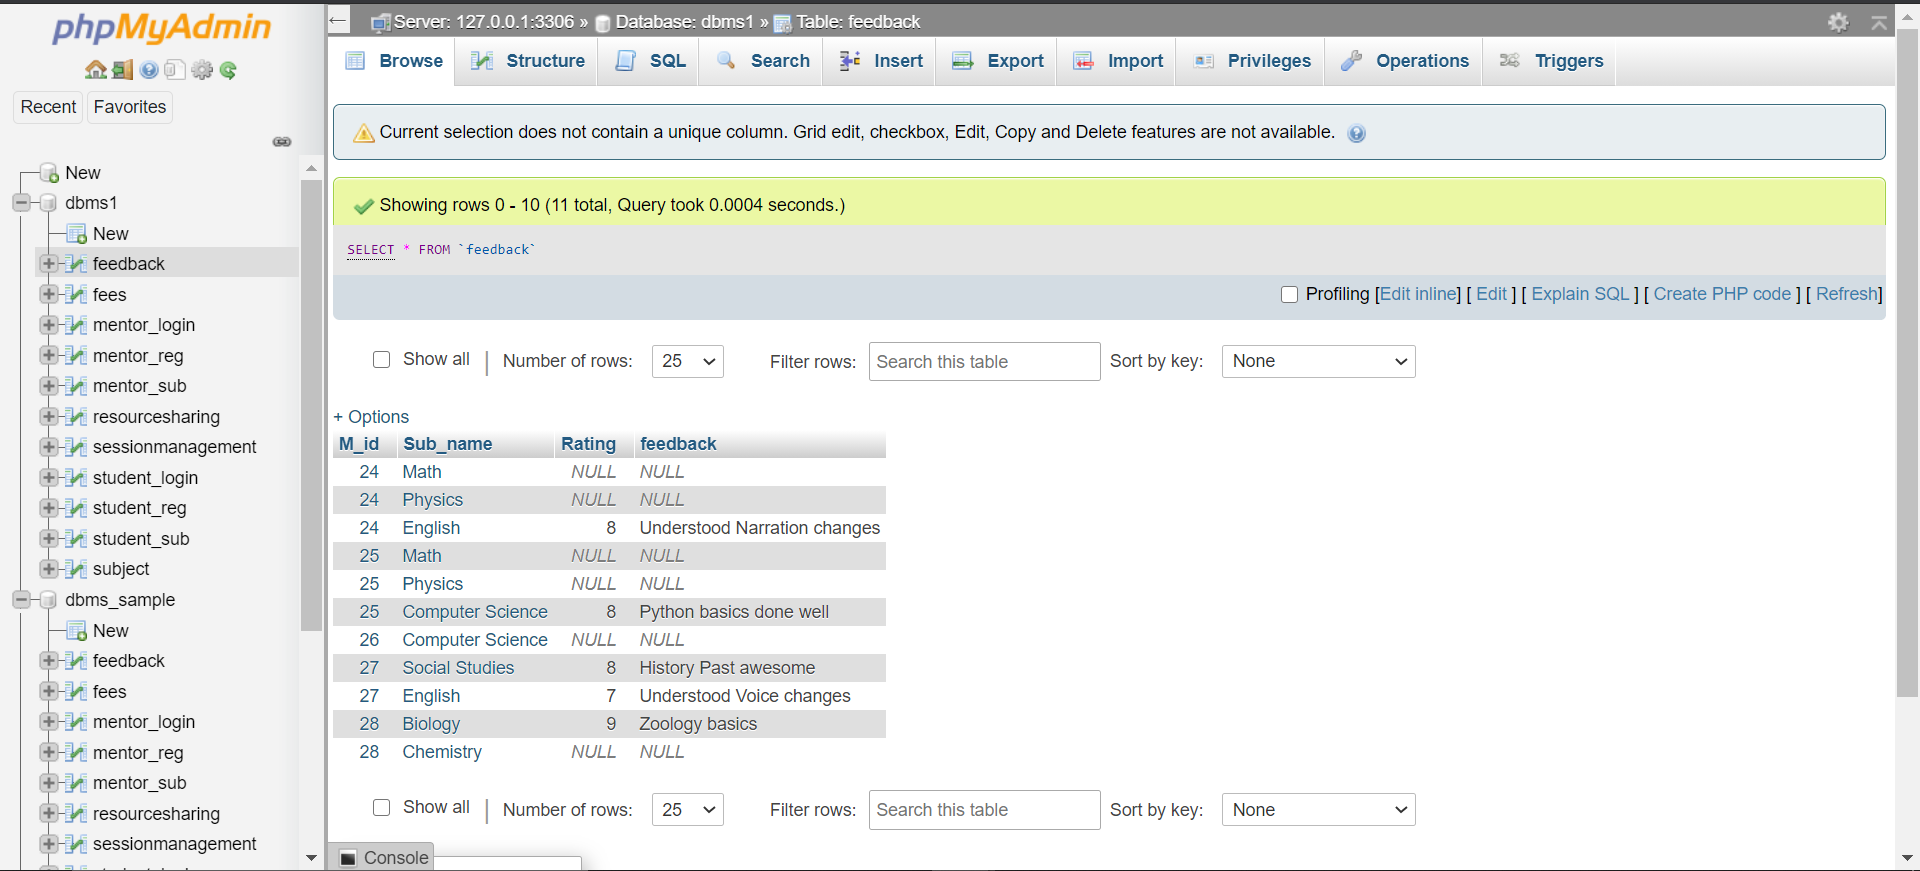 phpMyAdmin
Recent Favorites
New
dbms1
New
feedback
fees
mentor_login
mentor_reg
mentor_sub
resourcesharing
sessionmanagement
student_login
student_reg
student_sub
subject
dbms_sample
New
feedback
fees
mentor_login
mentor_reg
mentor_sub
resourcesharing
sessionmanagement
Server: 127.0.0.1:3306 » Database: dbms1 » Table: feedback
Browse Structure SQL Search Insert Export Import Privileges Operations Triggers
Current selection does not contain a unique column. Grid edit, checkbox, Edit, Copy and Delete features are not available.
Showing rows 0 - 10 (11 total, Query took 0.0004 seconds.)
SELECT * FROM `feedback`
Profiling [Edit inline] [ Edit ] [ Explain SQL ] [ Create PHP code ] [ Refresh]
Show all | Number of rows: 25 Filter rows: Search this table Sort by key: None
+ Options
M_id Sub_name Rating feedback
24 Math NULL NULL
24 Physics NULL NULL
24 English 8 Understood Narration changes
25 Math NULL NULL
25 Physics NULL NULL
25 Computer Science 8 Python basics done well
26 Computer Science NULL NULL
27 Social Studies 8 History Past awesome
27 English 7 Understood Voice changes
28 Biology 9 Zoology basics
28 Chemistry NULL NULL
Show all | Number of rows: 25 Filter rows: Search this table Sort by key: None
Console